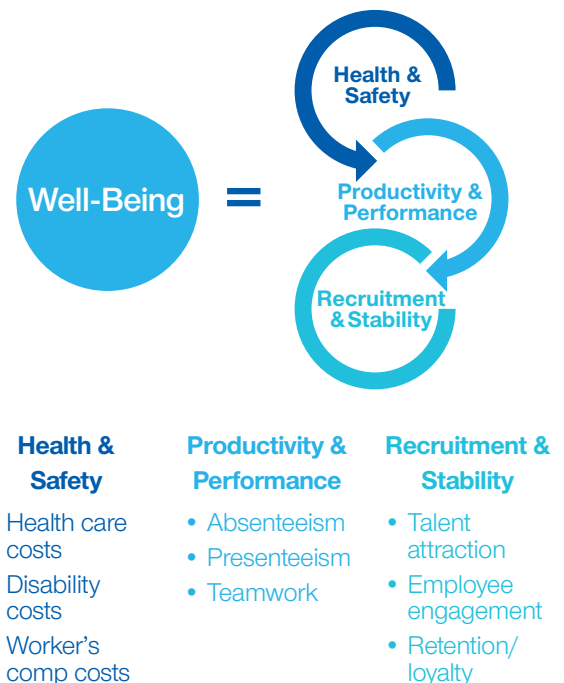 Well-Being
=
Health &
Safety
Productivity &
Performance
Recruitment
& Stability
Health &
Safety
Health care
costs
Disability
costs
Worker's
comp costs
Productivity &
Performance
• Absenteeism
• Presenteeism
• Teamwork
Recruitment &
Stability
• Talent
attraction
• Employee
engagement
• Retention/
loyalty